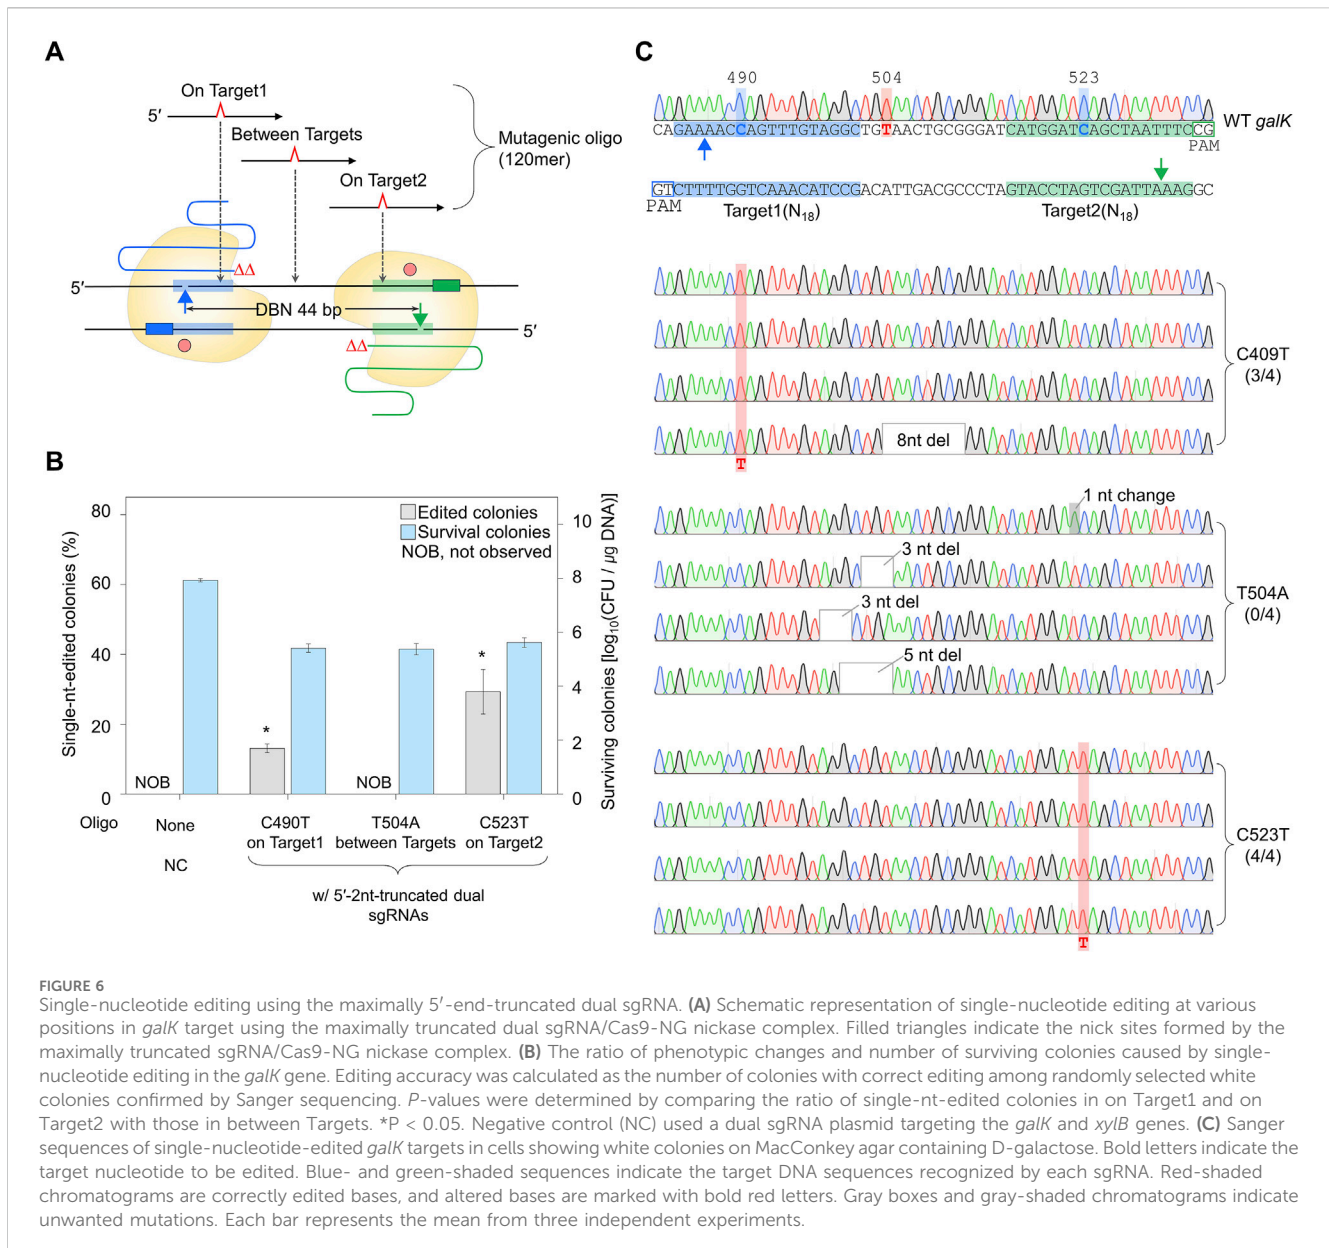 A
On Target1
5′
Between Targets
On Target2
Mutagenic oligo
(120mer)
ΔΔ
5′
DBN 44 bp
5′
ΔΔ
B
Edited colonies
Survival colonies
NOB, not observed
Single-nt-edited colonies (%)
80
60
40
20
0
Surviving colonies [log10(CFU / µg DNA)]
10
8
6
4
2
0
NOB
*
NOB
*
Oligo
None
C490T
on Target1
T504A
between Targets
C523T
on Target2
NC
w/ 5′-2nt-truncated dual
sgRNAs
C
490 504 523
CAGAAAACCAGTTTGTAGGCTGTAACTGCGGGATCATGGATCAGCTAATTTCCG
WT galK
PAM
GTCTTTTGGTCAAACATCCGACATTGACGCCCTAGTACCTAGTCGATTAAAGGC
PAM
Target1(N18)
Target2(N18)
C409T
(3/4)
8nt del
T
1 nt change
3 nt del
T504A
(0/4)
3 nt del
5 nt del
C523T
(4/4)
T
FIGURE 6
Single-nucleotide editing using the maximally 5′-end-truncated dual sgRNA. (A) Schematic representation of single-nucleotide editing at various
positions in galK target using the maximally truncated dual sgRNA/Cas9-NG nickase complex. Filled triangles indicate the nick sites formed by the
maximally truncated sgRNA/Cas9-NG nickase complex. (B) The ratio of phenotypic changes and number of surviving colonies caused by single-
nucleotide editing in the galK gene. Editing accuracy was calculated as the number of colonies with correct editing among randomly selected white
colonies confirmed by Sanger sequencing. P-values were determined by comparing the ratio of single-nt-edited colonies in on Target1 and on
Target2 with those in between Targets. *P < 0.05. Negative control (NC) used a dual sgRNA plasmid targeting the galK and xylB genes. (C) Sanger
sequences of single-nucleotide-edited galK targets in cells showing white colonies on MacConkey agar containing D-galactose. Bold letters indicate the
target nucleotide to be edited. Blue- and green-shaded sequences indicate the target DNA sequences recognized by each sgRNA. Red-shaded
chromatograms are correctly edited bases, and altered bases are marked with bold red letters. Gray boxes and gray-shaded chromatograms indicate
unwanted mutations. Each bar represents the mean from three independent experiments.